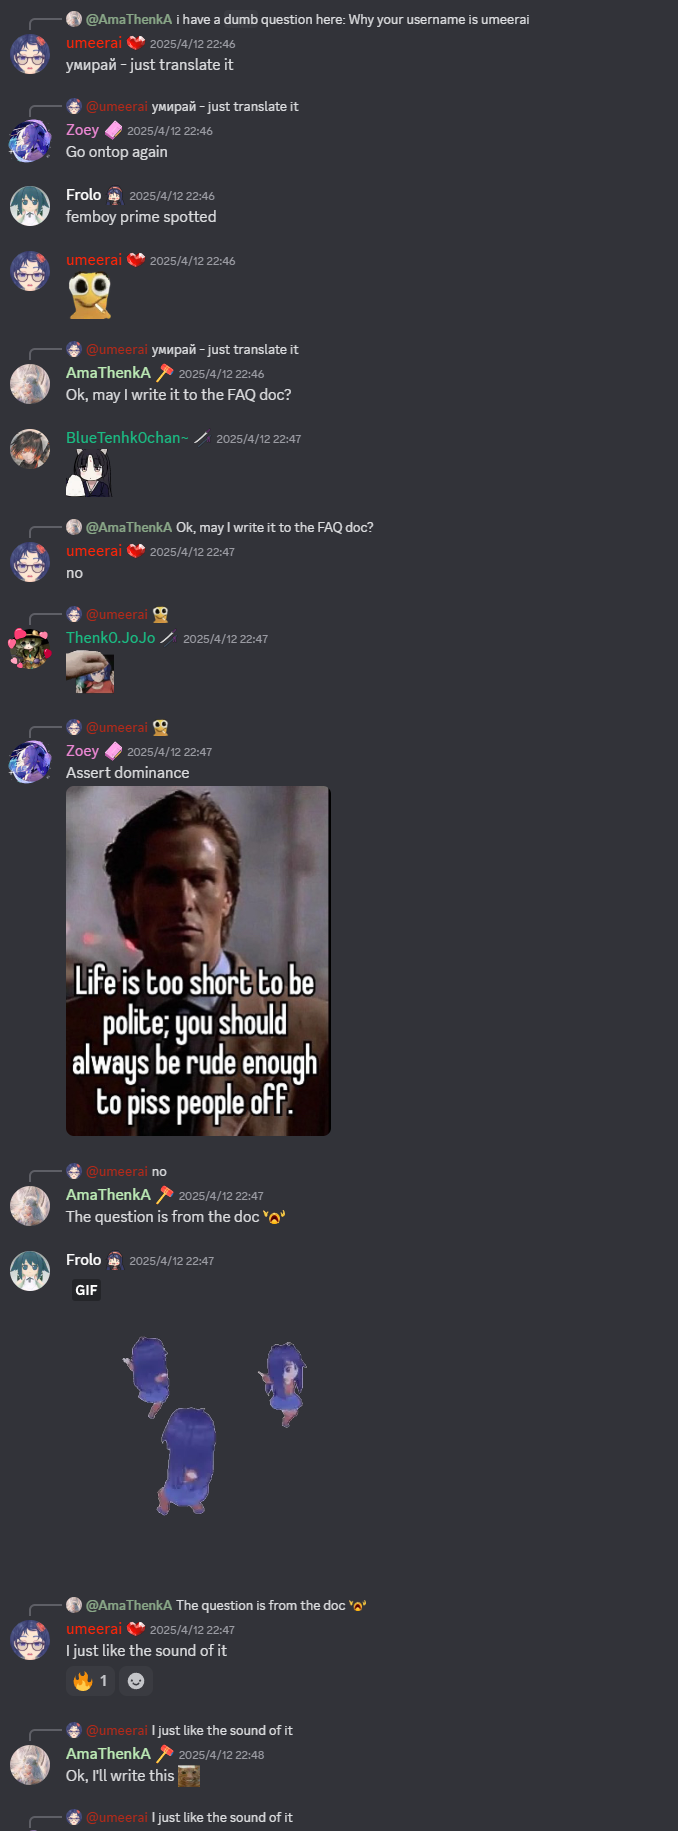 @AmaThenkA i have a dumb question here: Why your username is umeerai
umeerai 2025/4/12 22:46
умирай - just translate it
@umeerai умирай - just translate it
Zoey 2025/4/12 22:46
Go ontop again
Frolo 2025/4/12 22:46
femboy prime spotted
umeerai 2025/4/12 22:46
@umeerai умирай - just translate it
AmaThenkA 2025/4/12 22:46
Ok, may I write it to the FAQ doc?
BlueTenhk0chan~ 2025/4/12 22:47
@AmaThenkA Ok, may I write it to the FAQ doc?
umeerai 2025/4/12 22:47
no
@umeerai
Thenk0.JoJo 2025/4/12 22:47
@umeerai
Zoey 2025/4/12 22:47
Assert dominance
Life is too short to be
polite; you should
always be rude enough
to piss people off.
@umeerai no
AmaThenkA 2025/4/12 22:47
The question is from the doc
Frolo 2025/4/12 22:47
GIF
@AmaThenkA The question is from the doc
umeerai 2025/4/12 22:47
I just like the sound of it
1
@umeerai I just like the sound of it
AmaThenkA 2025/4/12 22:48
Ok, I'll write this
@umeerai I just like the sound of it